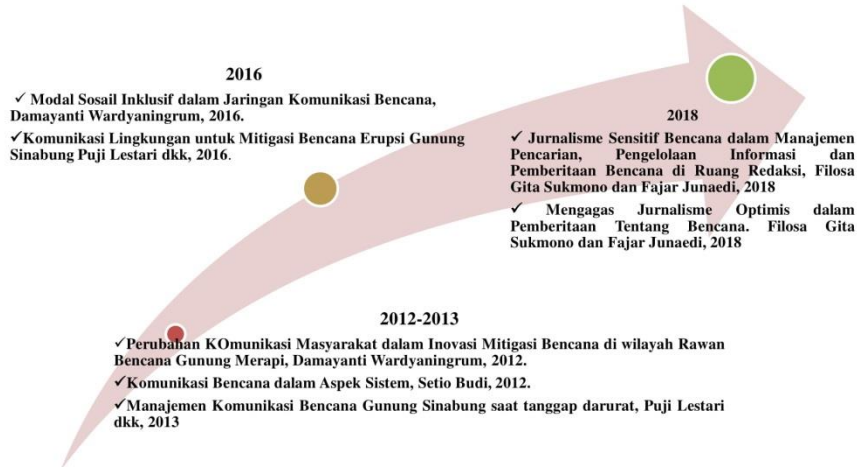 2016
✓ Modal Sosail Inklusif dalam Jaringan Komunikasi Bencana,
Damayanti Wardyaningrum, 2016.
✓Komunikasi Lingkungan untuk Mitigasi Bencana Erupsi Gunung
Sinabung Puji Lestari dkk, 2016.
2018
✓ Jurnalisme Sensitif Bencana dalam Manajemen
Pencarian, Pengelolaan Informasi dan
Pemberitaan Bencana di Ruang Redaksi, Filosa
Gita Sukmono dan Fajar Junaedi, 2018
✓ Mengagas Jurnalisme Optimis dalam
Pemberitaan Tentang Bencana. Filosa Gita
Sukmono dan Fajar Junaedi, 2018
2012-2013
✓Perubahan KOmunikasi Masyarakat dalam Inovasi Mitigasi Bencana di wilayah Rawan
Bencana Gunung Merapi, Damayanti Wardyaningrum, 2012.
✓Komunikasi Bencana dalam Aspek Sistem, Setio Budi, 2012.
✓Manajemen Komunikasi Bencana Gunung Sinabung saat tanggap darurat, Puji Lestari
dkk, 2013